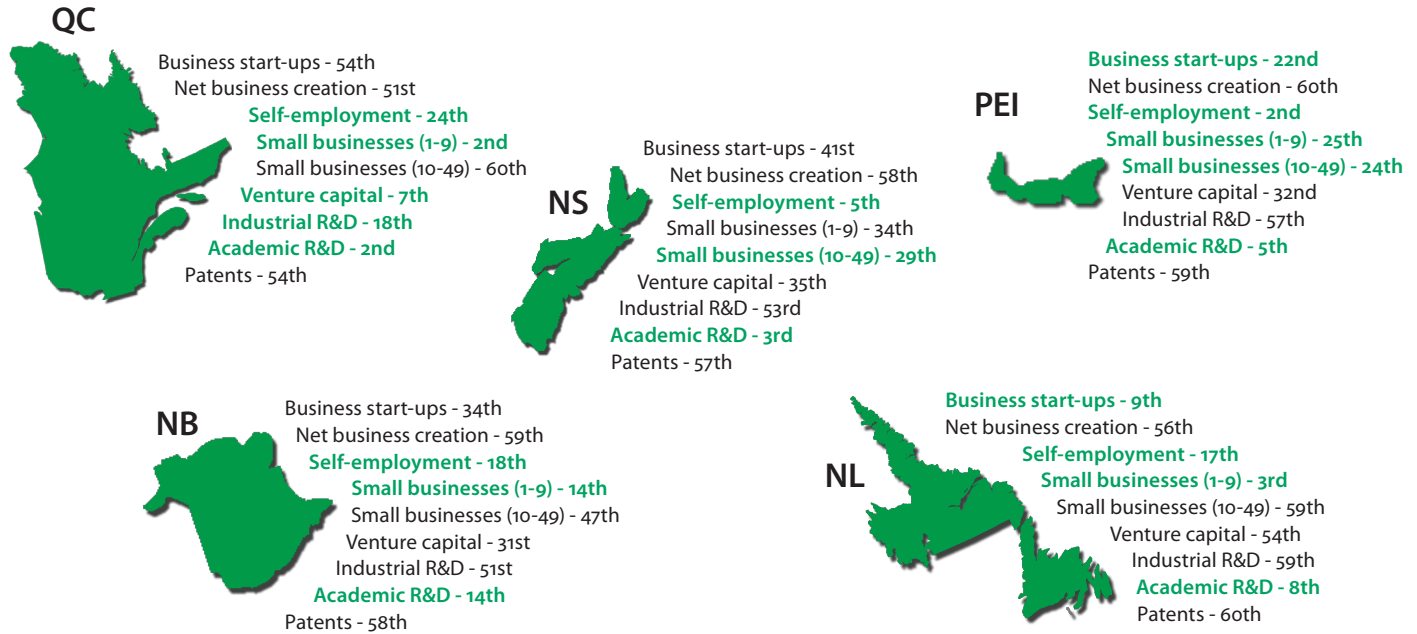 QC
Business start-ups - 54th
Net business creation - 51st
Self-employment - 24th
Small businesses (1-9) - 2nd
Small businesses (10-49) - 60th
Venture capital - 7th
Industrial R&D - 18th
Academic R&D - 2nd
Patents - 54th
NS
Business start-ups - 41st
Net business creation - 58th
Self-employment - 5th
Small businesses (1-9) - 34th
Small businesses (10-49) - 29th
Venture capital - 35th
Industrial R&D - 53rd
Academic R&D - 3rd
Patents - 57th
PEI
Business start-ups - 22nd
Net business creation - 60th
Self-employment - 2nd
Small businesses (1-9) - 25th
Small businesses (10-49) - 24th
Venture capital - 32nd
Industrial R&D - 57th
Academic R&D - 5th
Patents - 59th
NB
Business start-ups - 34th
Net business creation - 59th
Self-employment - 18th
Small businesses (1-9) - 14th
Small businesses (10-49) - 47th
Venture capital - 31st
Industrial R&D - 51st
Academic R&D - 14th
Patents - 58th
NL
Business start-ups - 9th
Net business creation - 56th
Self-employment - 17th
Small businesses (1-9) - 3rd
Small businesses (10-49) - 59th
Venture capital - 54th
Industrial R&D - 59th
Academic R&D - 8th
Patents - 60th